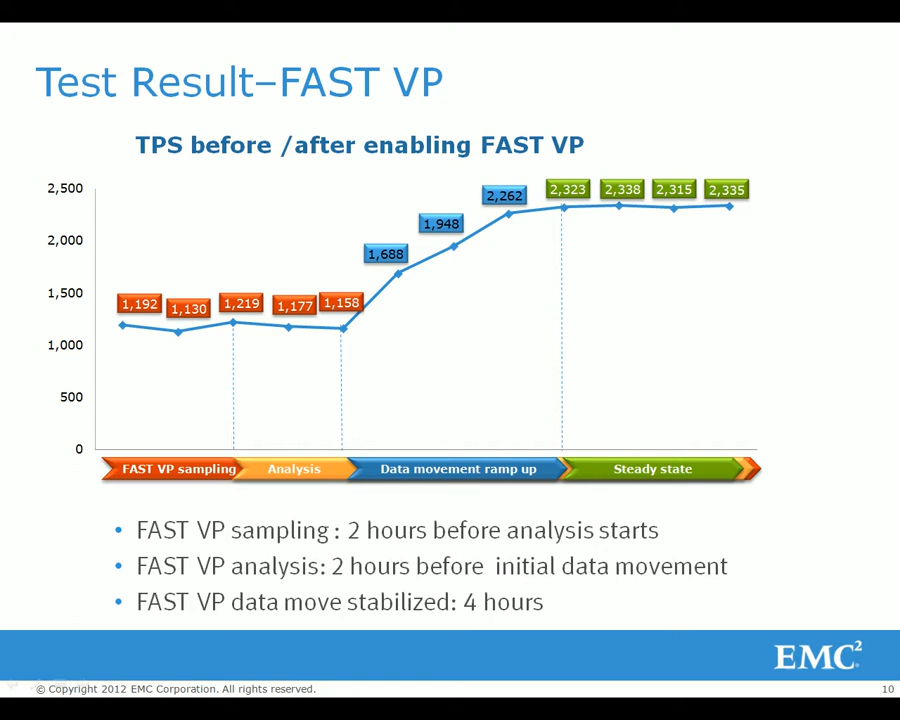 Test Result–FAST VP
TPS before /after enabling FAST VP
2,500
2,000
1,500
1,000
500
0
1,192
1,130
1,219
1,177
1,158
1,688
1,948
2,262
2,323
2,338
2,315
2,335
FAST VP sampling
Analysis
Data movement ramp up
Steady state
• FAST VP sampling : 2 hours before analysis starts
• FAST VP analysis: 2 hours before initial data movement
• FAST VP data move stabilized: 4 hours
EMC²
© Copyright 2012 EMC Corporation. All rights reserved.
10